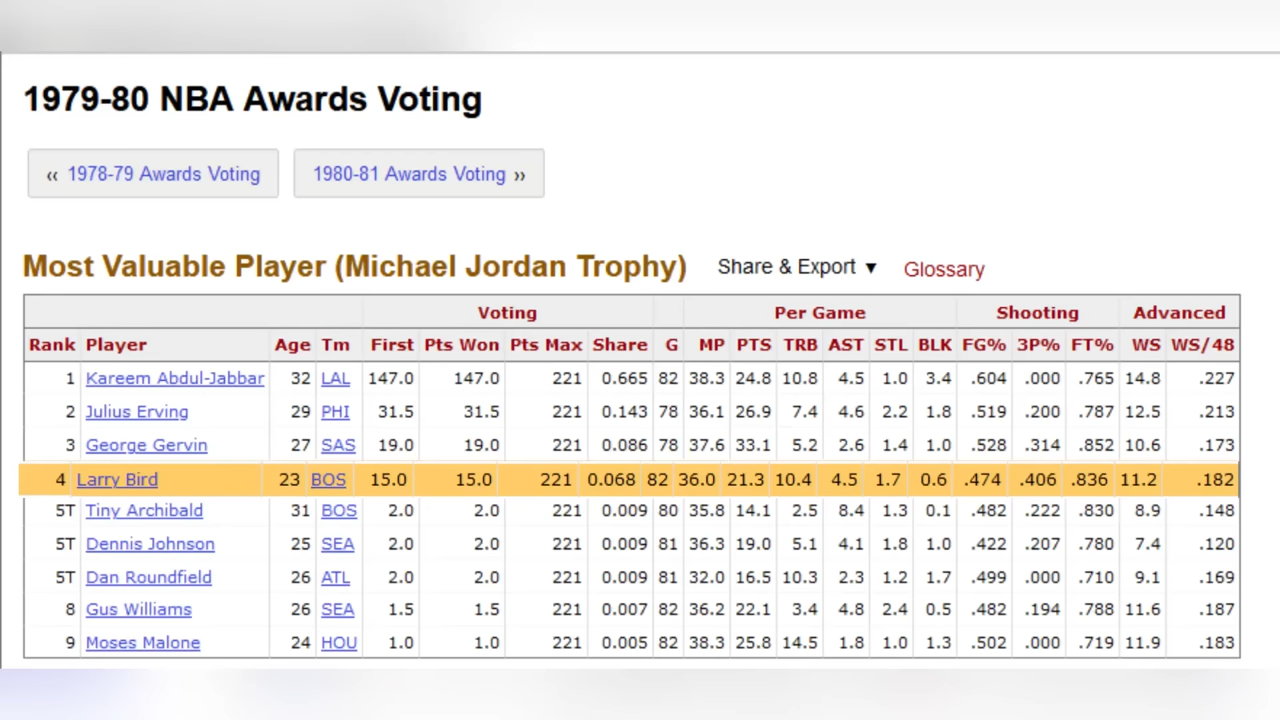 1979-80 NBA Awards Voting
‹‹ 1978-79 Awards Voting 1980-81 Awards Voting ››
Most Valuable Player (Michael Jordan Trophy) Share & Export ▼ Glossary
Voting Per Game Shooting Advanced
Rank Player Age Tm First Pts Won Pts Max Share G MP PTS TRB AST STL BLK FG% 3P% FT% WS WS/48
1 Kareem Abdul-Jabbar 32 LAL 147.0 147.0 221 0.665 82 38.3 24.8 10.8 4.5 1.0 3.4 .604 .000 .765 14.8 .227
2 Julius Erving 29 PHI 31.5 31.5 221 0.143 78 36.1 26.9 7.4 4.6 2.2 1.8 .519 .200 .787 12.5 .213
3 George Gervin 27 SAS 19.0 19.0 221 0.086 78 37.6 33.1 5.2 2.6 1.4 1.0 .528 .314 .852 10.6 .173
4 Larry Bird 23 BOS 15.0 15.0 221 0.068 82 36.0 21.3 10.4 4.5 1.7 0.6 .474 .406 .836 11.2 .182
5T Tiny Archibald 31 BOS 2.0 2.0 221 0.009 80 35.8 14.1 2.5 8.4 1.3 0.1 .482 .222 .830 8.9 .148
5T Dennis Johnson 25 SEA 2.0 2.0 221 0.009 81 36.3 19.0 5.1 4.1 1.8 1.0 .422 .207 .780 7.4 .120
5T Dan Roundfield 26 ATL 2.0 2.0 221 0.009 81 32.0 16.5 10.3 2.3 1.2 1.7 .499 .000 .710 9.1 .169
8 Gus Williams 26 SEA 1.5 1.5 221 0.007 82 36.2 22.1 3.4 4.8 2.4 0.5 .482 .194 .788 11.6 .187
9 Moses Malone 24 HOU 1.0 1.0 221 0.005 82 38.3 25.8 14.5 1.8 1.0 1.3 .502 .000 .719 11.9 .183